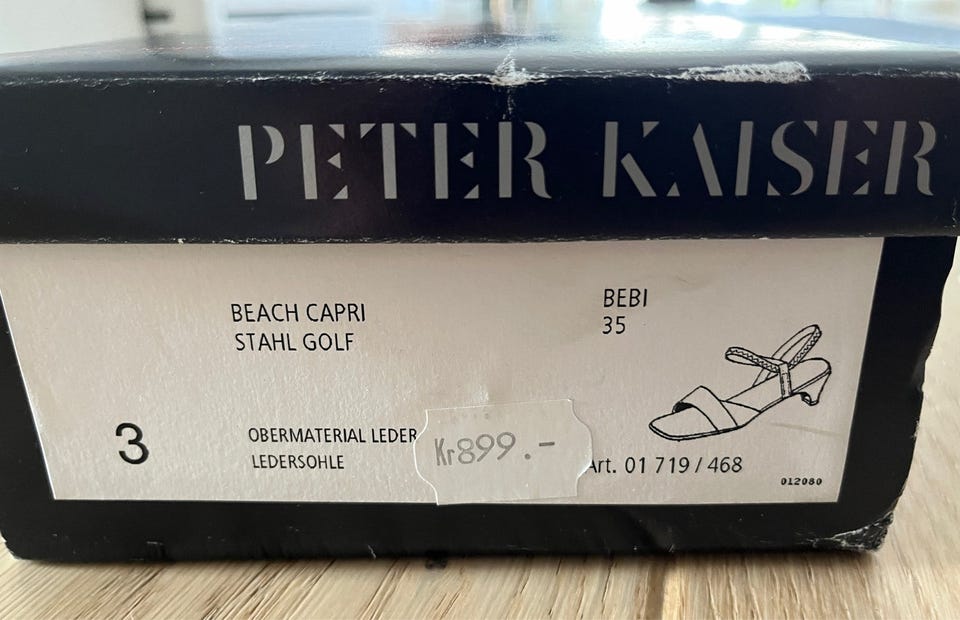 PETER KAISER
BEACH CAPRI
STAHL GOLF
BEBI
35
3
OBERMATERIAL LEDER
LEDERSOHLE
Kr899.-
Art. 01 719 / 468
012080